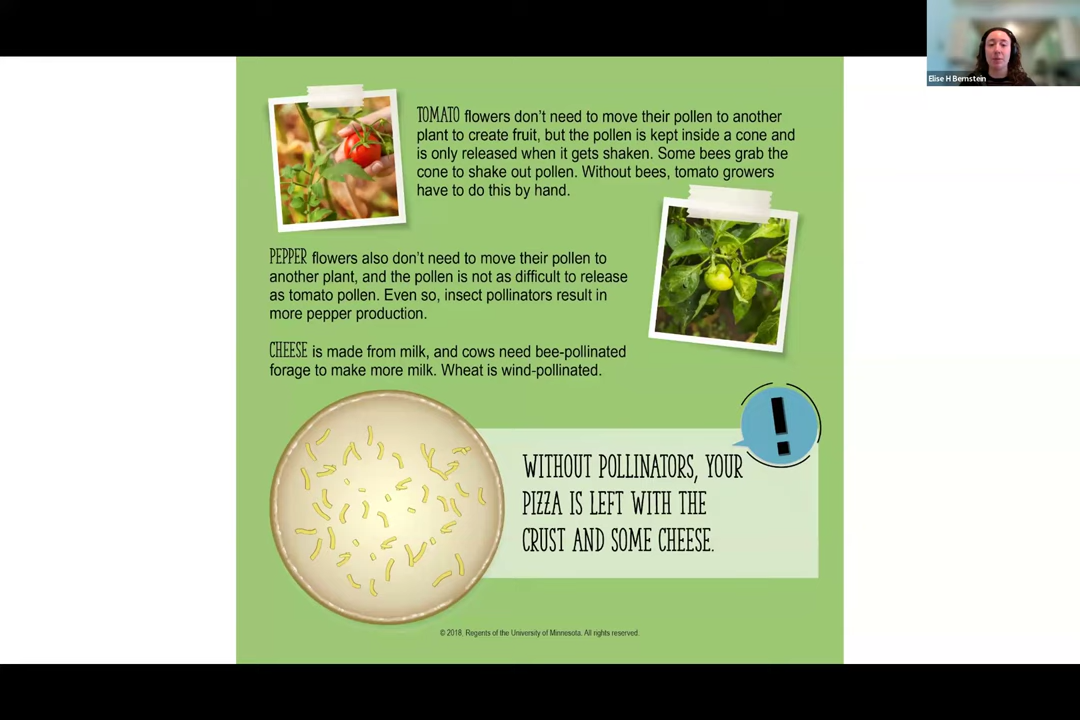 Elise H Bernstein
TOMATO flowers don't need to move their pollen to another
plant to create fruit, but the pollen is kept inside a cone and
is only released when it gets shaken. Some bees grab the
cone to shake out pollen. Without bees, tomato growers
have to do this by hand.
PEPPER flowers also don't need to move their pollen to
another plant, and the pollen is not as difficult to release
as tomato pollen. Even so, insect pollinators result in
more pepper production.
CHEESE is made from milk, and cows need bee-pollinated
forage to make more milk. Wheat is wind-pollinated.
!
WITHOUT POLLINATORS, YOUR
PIZZA IS LEFT WITH THE
CRUST AND SOME CHEESE.
© 2018, Regents of the University of Minnesota. All rights reserved.